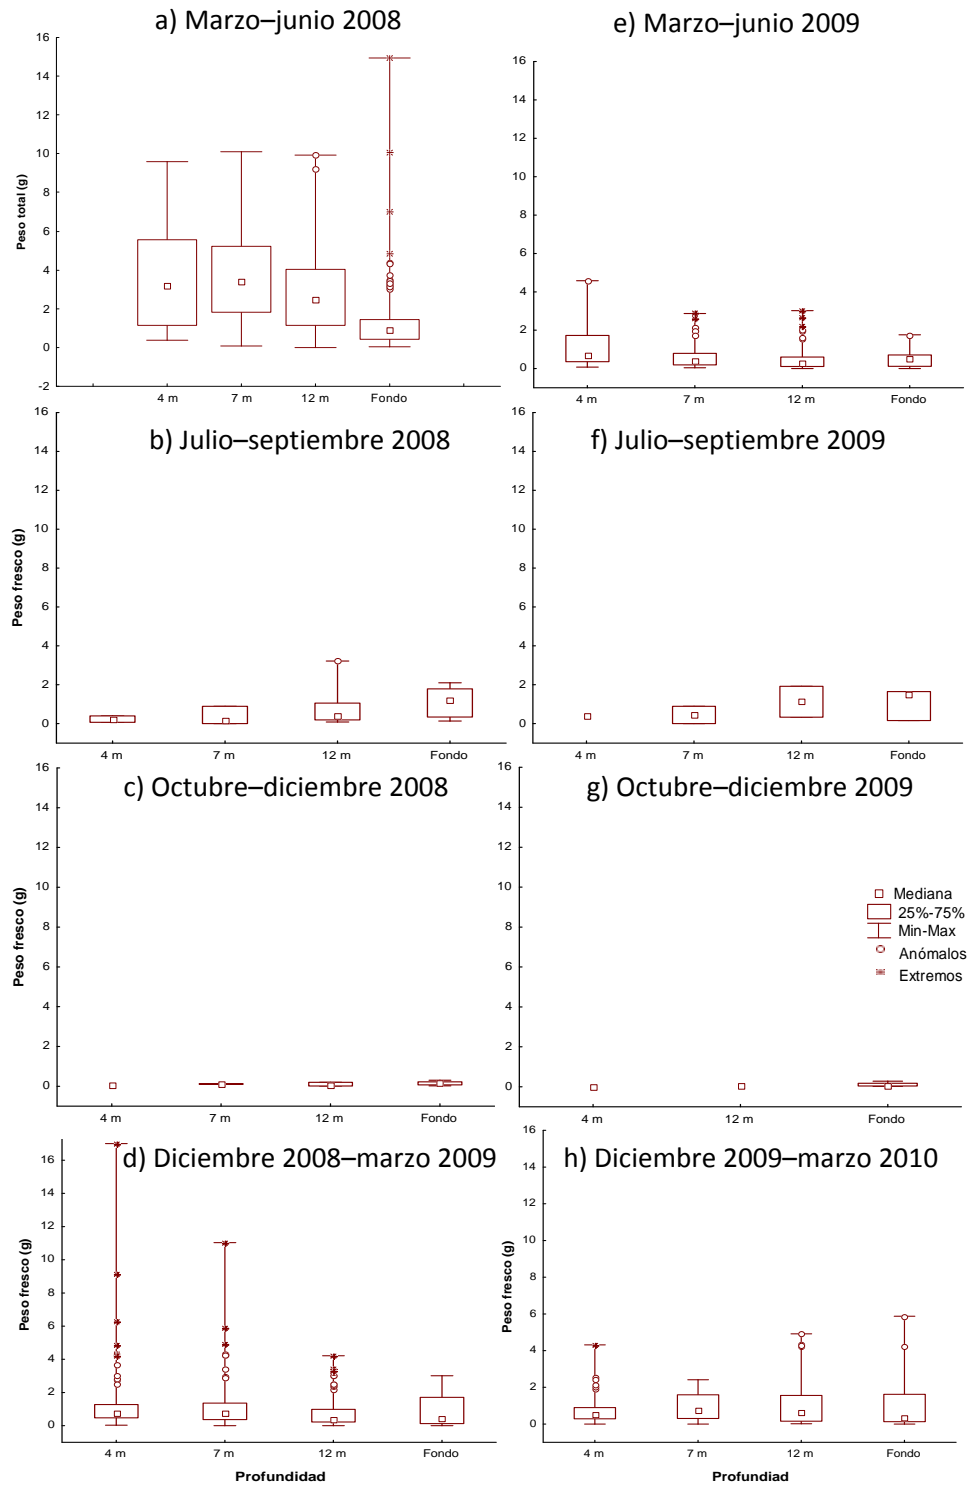 a) Marzo–junio 2008
16
14
12
10
8
6
4
2
0
-2
Peso total (g)
4 m 7 m 12 m Fondo
e) Marzo–junio 2009
16
14
12
10
8
6
4
2
0
4 m 7 m 12 m Fondo
b) Julio–septiembre 2008
16
14
12
10
8
6
4
2
0
Peso fresco (g)
4 m 7 m 12 m Fondo
f) Julio–septiembre 2009
16
14
12
10
8
6
4
2
0
4 m 7 m 12 m Fondo
c) Octubre–diciembre 2008
16
14
12
10
8
6
4
2
0
Peso fresco (g)
4 m 7 m 12 m Fondo
g) Octubre–diciembre 2009
16
14
12
10
8
6
4
2
0
Mediana
25%-75%
Min-Max
Anómalos
Extremos
4 m 12 m Fondo
d) Diciembre 2008–marzo 2009
16
14
12
10
8
6
4
2
0
Peso fresco (g)
4 m 7 m 12 m Fondo
Profundidad
h) Diciembre 2009–marzo 2010
16
14
12
10
8
6
4
2
0
Peso fresco (g)
4 m 7 m 12 m Fondo
Profundiad